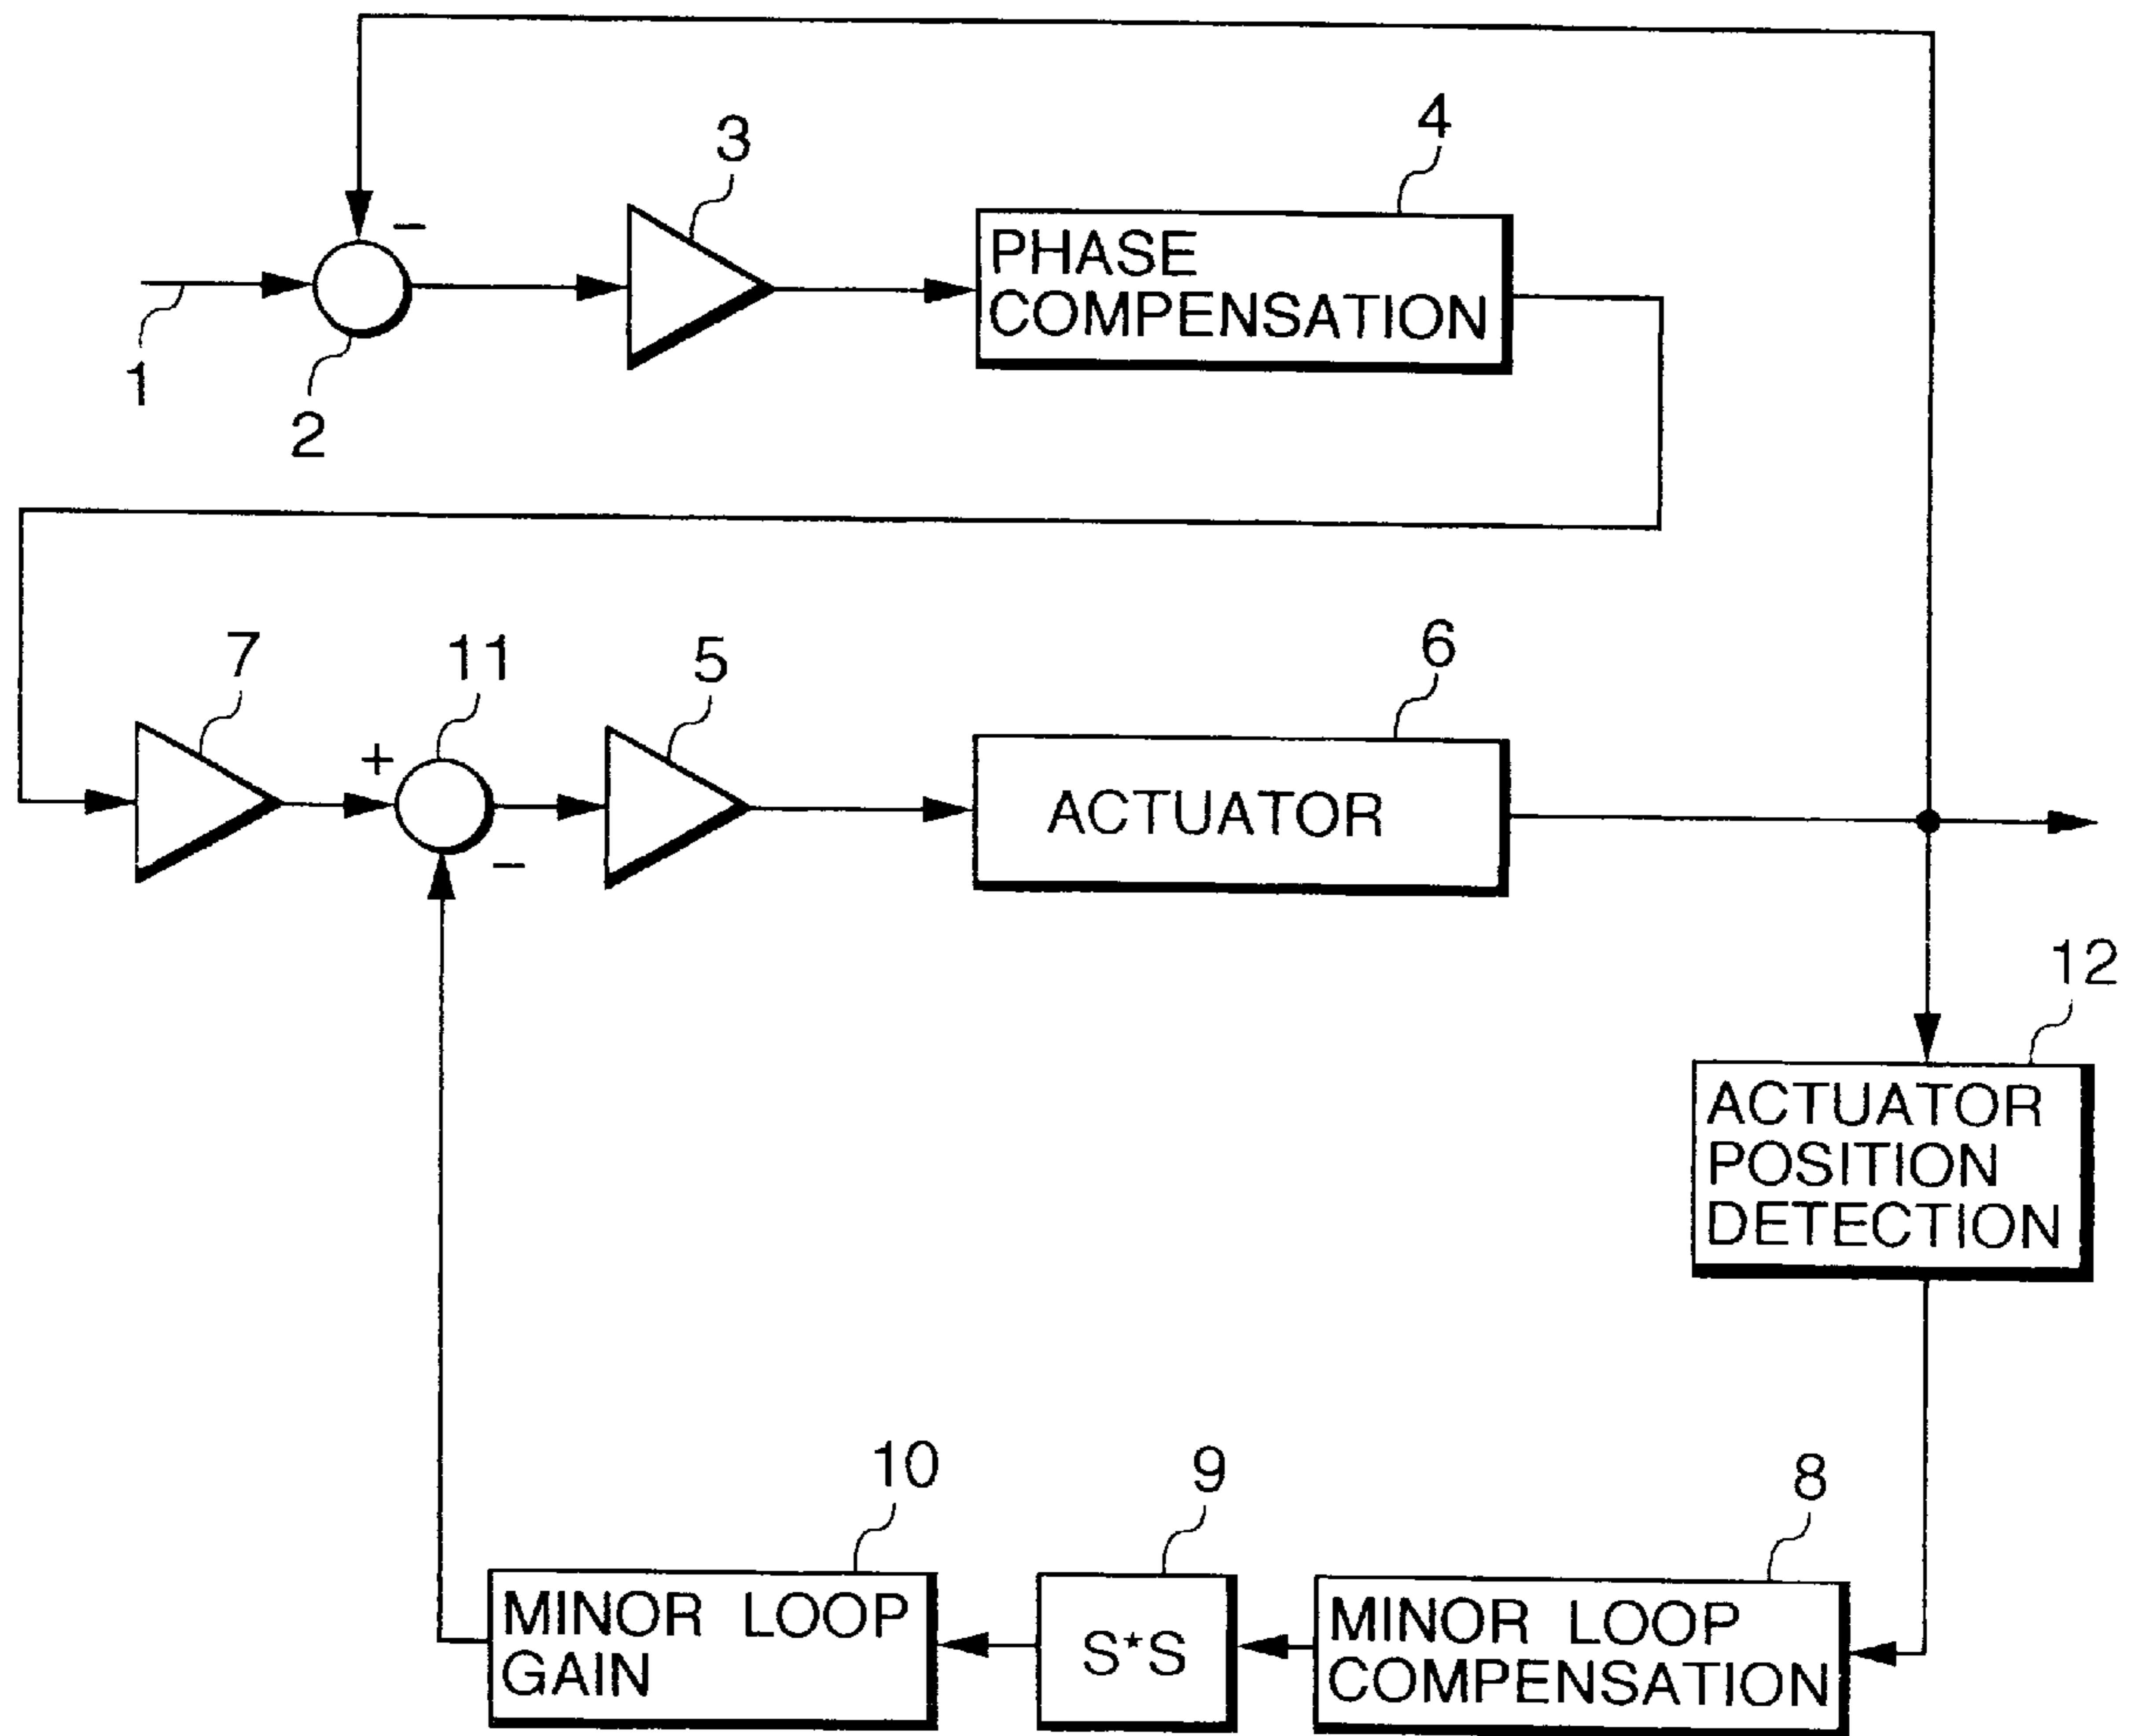 3
4
−
PHASE
COMPENSATION
1
2
7
11
5
6
+
ACTUATOR
−
12
ACTUATOR
POSITION
DETECTION
10
9
8
MINOR LOOP
GAIN
S*S
MINOR LOOP
COMPENSATION